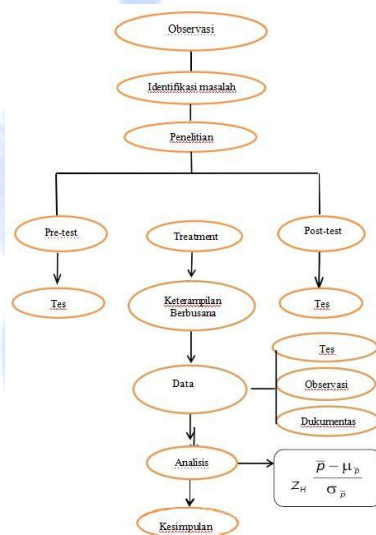 Observasi
Identifikasi masalah
Penelitian
Pre-test
Treatment
Post-test
Tes
Keterampilan
Berbusana
Tes
Tes
Data
Observasi
Dukumentas
Analisis
Z_H (p̅ − μ_p̅) / σ_p̅
Kesimpulan